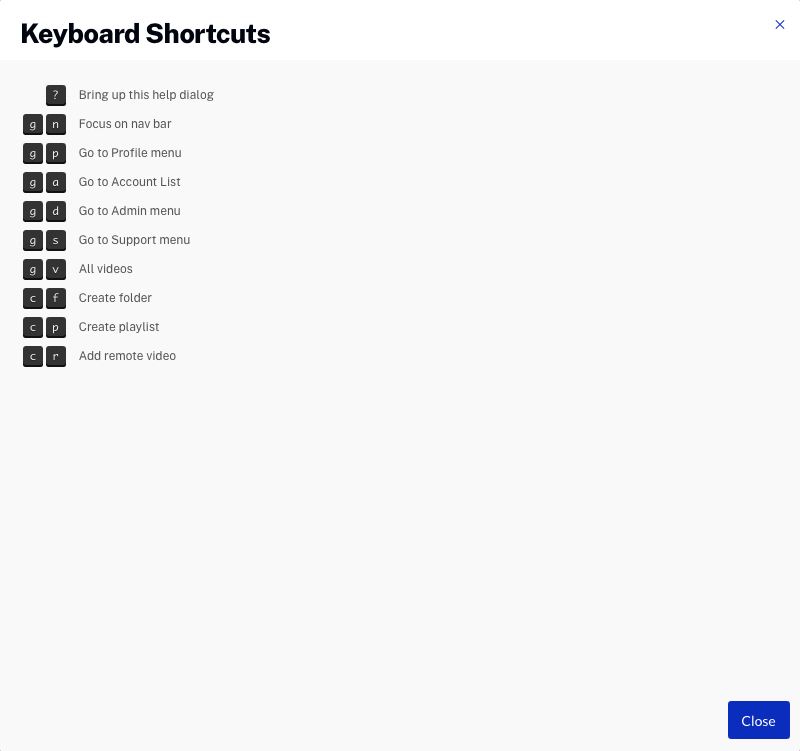 Keyboard Shortcuts
? Bring up this help dialog
g n Focus on nav bar
g p Go to Profile menu
g a Go to Account List
g d Go to Admin menu
g s Go to Support menu
g v All videos
c f Create folder
c p Create playlist
c r Add remote video
Close